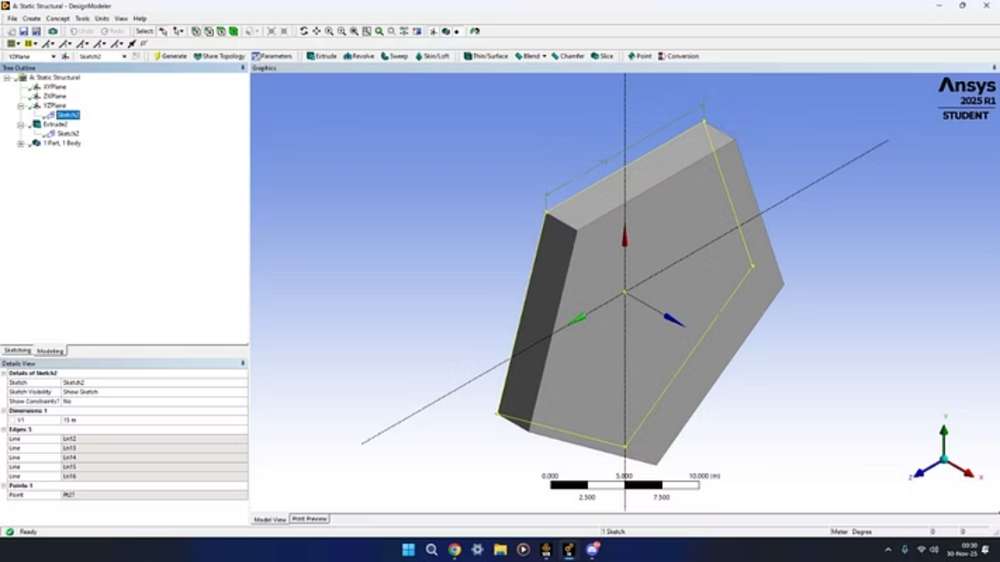 A: Static Structural - DesignModeler
File Create Concept Tools Units View Help
Undo Redo Select:
YZPlane Sketch2 Generate Share Topology Parameters Extrude Revolve Sweep Skin/Loft Thin/Surface Blend Chamfer Slice Point Conversion
Tree Outline
A: Static Structural
XYPlane
ZXPlane
YZPlane
Sketch2
Extrude2
Sketch2
1 Part, 1 Body
Sketching Modeling
Details View
Details of Sketch2
Sketch Sketch2
Sketch Visibility Show Sketch
Show Constraints? No
Dimensions: 1
V1 15 m
Edges: 5
Line Ln12
Line Ln13
Line Ln14
Line Ln15
Line Ln16
Points: 1
Point Pt27
Graphics
Ansys
2025 R1
STUDENT
V1
0.000 5.000 10.000 (m)
2.500 7.500
Y
Z X
Model View Print Preview
Ready 1 Sketch Meter Degree 0 0
00:30
30-Nov-25